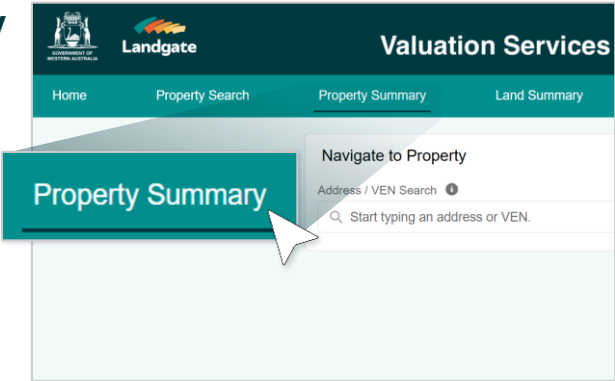 GOVERNMENT OF
WESTERN AUSTRALIA
Landgate
Valuation Services
Home
Property Search
Property Summary
Land Summary
Navigate to Property
Property Summary
Address / VEN Search
Start typing an address or VEN.